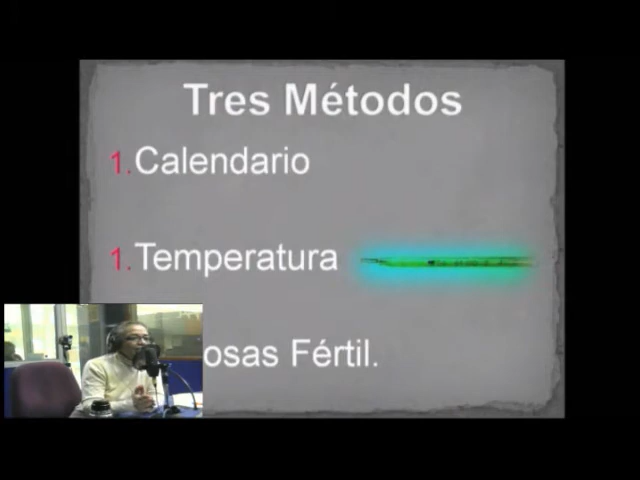 Tres Métodos
1.Calendario
1.Temperatura
osas Fértil.